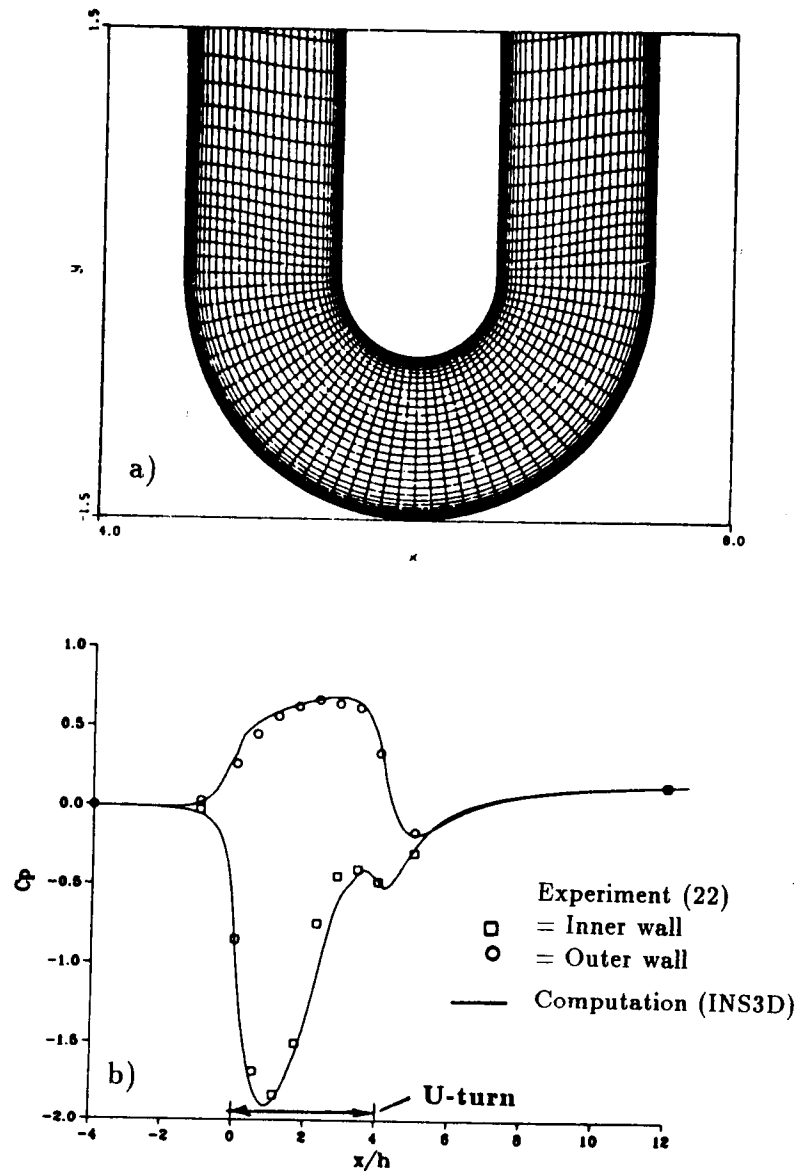 1.5
y
a)
-1.5
4.0
8.0
x
1.0
0.5
0.0
-0.5
-1.0
-1.5
-2.0
Cp
Experiment (22)
= Inner wall
= Outer wall
Computation (INS3D)
b)
U-turn
-4
-2
0
2
4
6
8
10
12
x/h